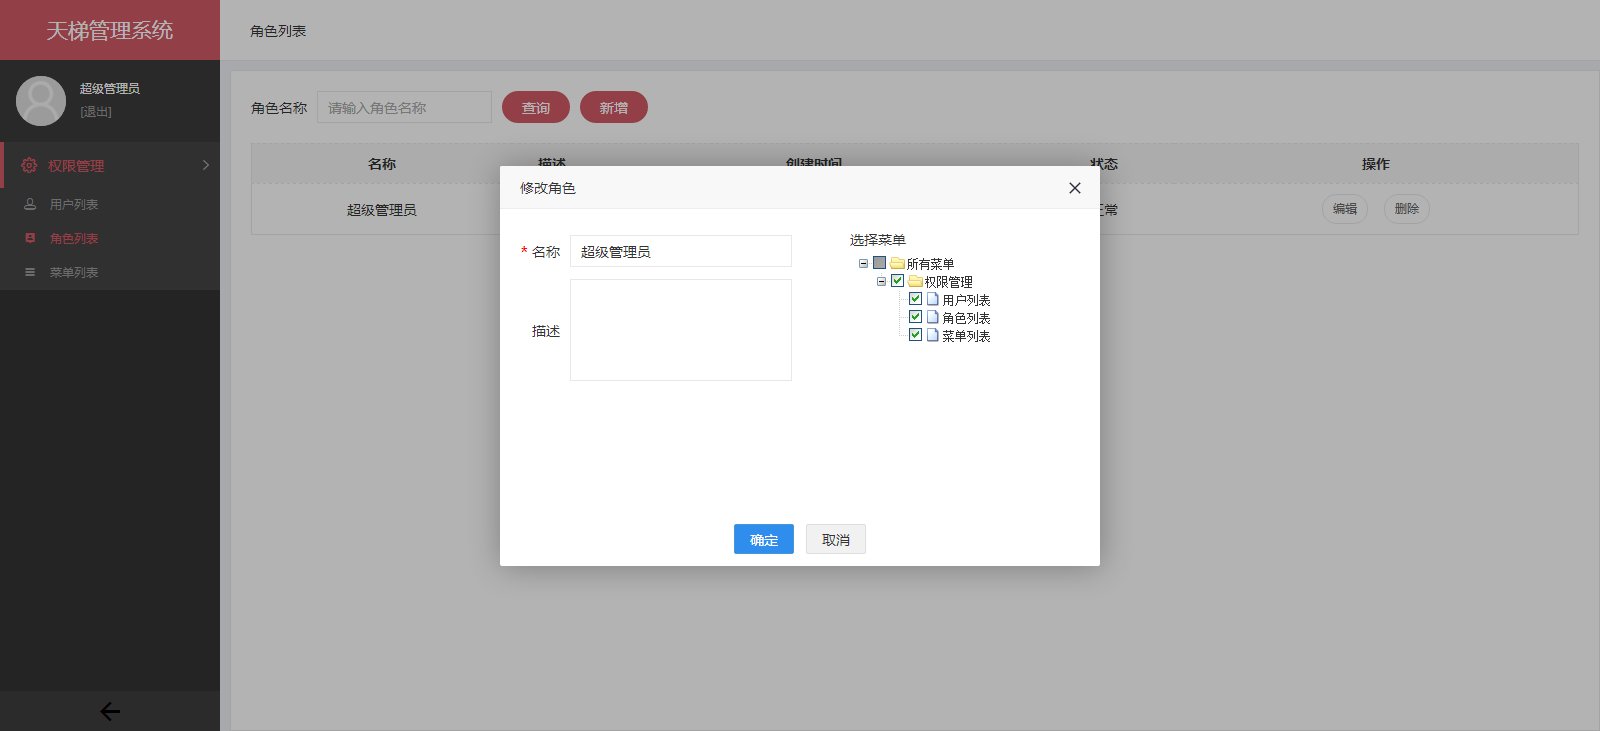 天梯管理系统
超级管理员
[退出]
权限管理
用户列表
角色列表
菜单列表
角色列表
角色名称 请输入角色名称 查询 新增
名称 描述 创建时间 状态 操作
超级管理员 正常 编辑 删除
修改角色
* 名称 超级管理员
描述
选择菜单
所有菜单
权限管理
用户列表
角色列表
菜单列表
确定 取消